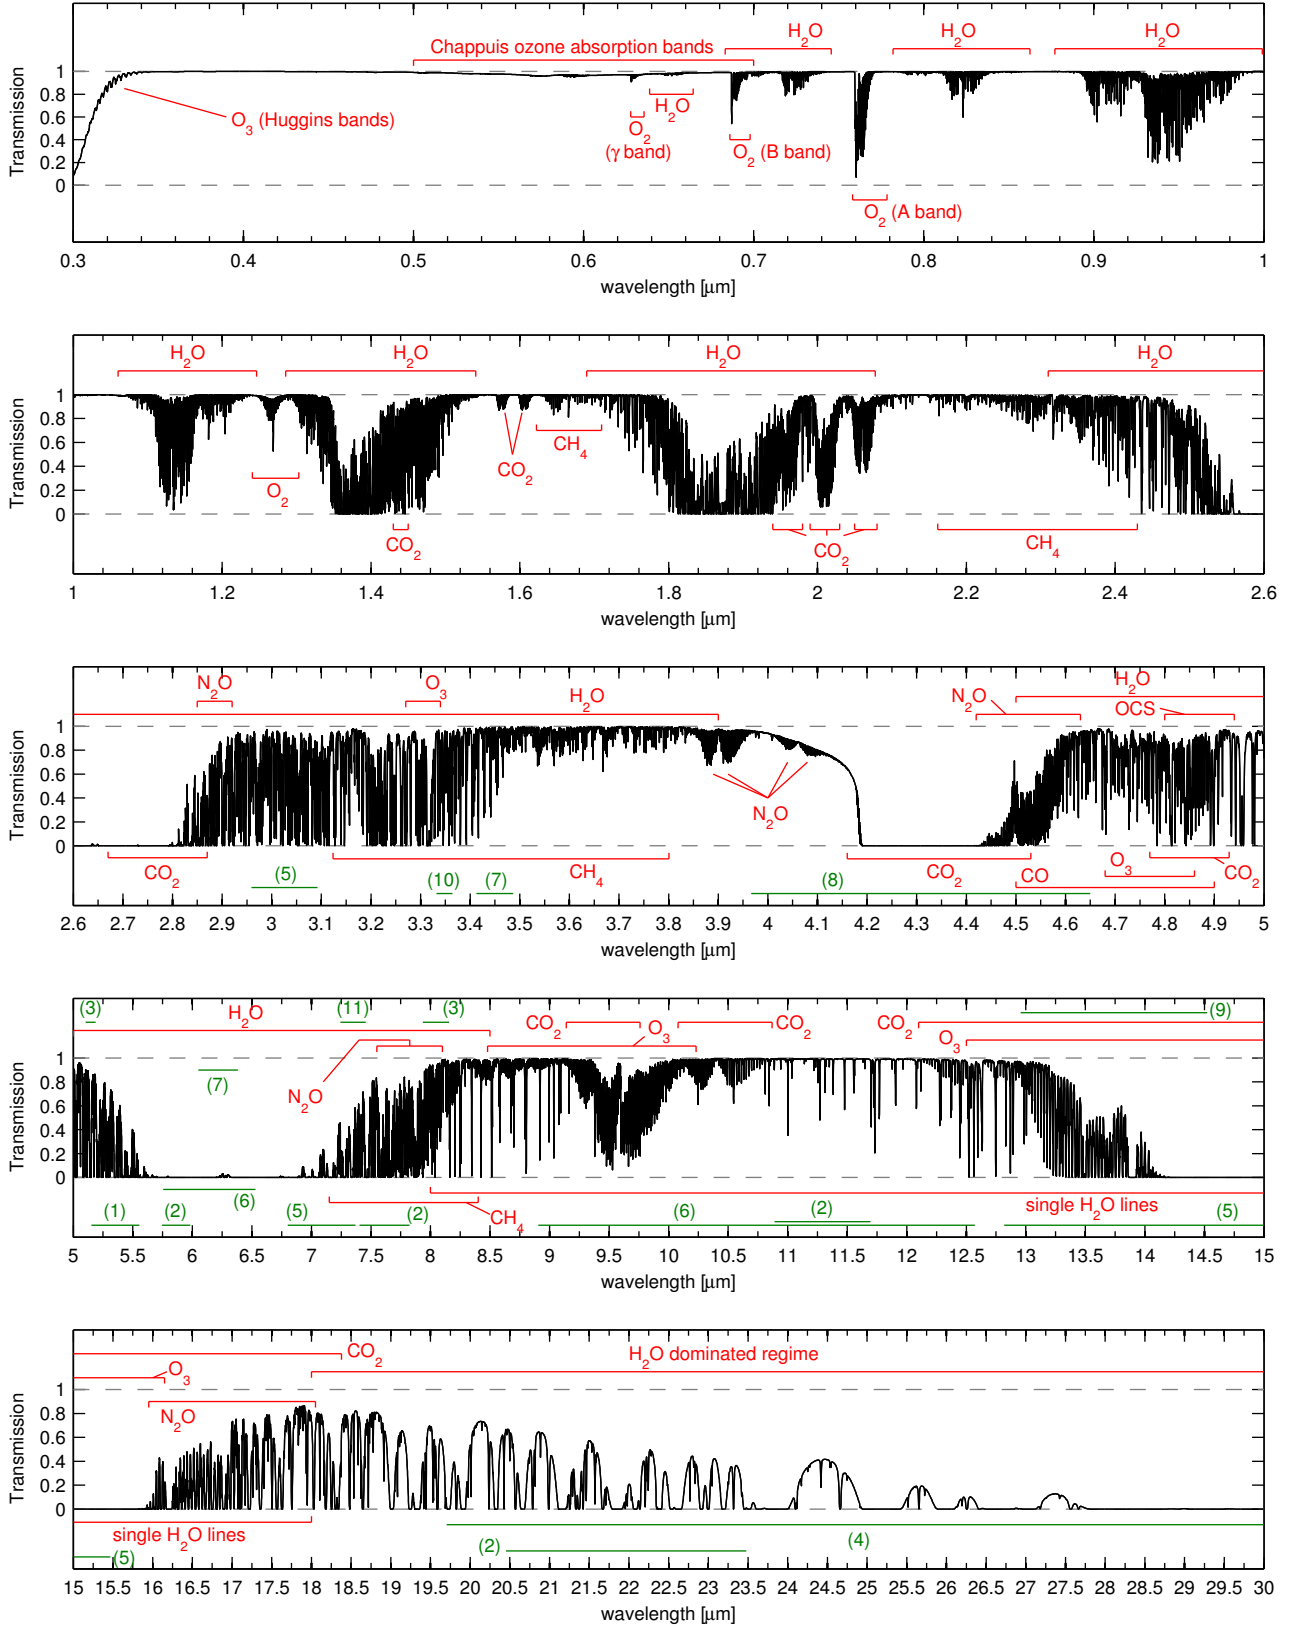 H2O H2O H2O
Chappuis ozone absorption bands
1
0.8
0.6
0.4
0.2
0
Transmission
O3 (Huggins bands)
H2O
O2
(γ band)
O2 (B band)
O2 (A band)
0.3 0.4 0.5 0.6 0.7 0.8 0.9 1
wavelength [μm]
H2O H2O H2O H2O
1
0.8
0.6
0.4
0.2
0
Transmission
CO2
CH4
O2
CO2 CO2 CH4
1 1.2 1.4 1.6 1.8 2 2.2 2.4 2.6
wavelength [μm]
N2O O3 H2O N2O H2O
OCS
1
0.8
0.6
0.4
0.2
0
Transmission
N2O
CO2 (5) (10) (7) CH4 (8) CO2 CO O3 CO2
2.6 2.7 2.8 2.9 3 3.1 3.2 3.3 3.4 3.5 3.6 3.7 3.8 3.9 4 4.1 4.2 4.3 4.4 4.5 4.6 4.7 4.8 4.9 5
wavelength [μm]
(3) H2O (11) (3) CO2 O3 CO2 CO2 O3 (9)
1
0.8
0.6
0.4
0.2
0
Transmission
(7)
N2O
(1) (2) (6) (5) (2) CH4 (6) (2) single H2O lines (5)
5 5.5 6 6.5 7 7.5 8 8.5 9 9.5 10 10.5 11 11.5 12 12.5 13 13.5 14 14.5 15
wavelength [μm]
CO2
O3
H2O dominated regime
N2O
1
0.8
0.6
0.4
0.2
0
Transmission
single H2O lines
(5) (2) (4)
15 15.5 16 16.5 17 17.5 18 18.5 19 19.5 20 20.5 21 21.5 22 22.5 23 23.5 24 24.5 25 25.5 26 26.5 27 27.5 28 28.5 29 29.5 30
wavelength [μm]